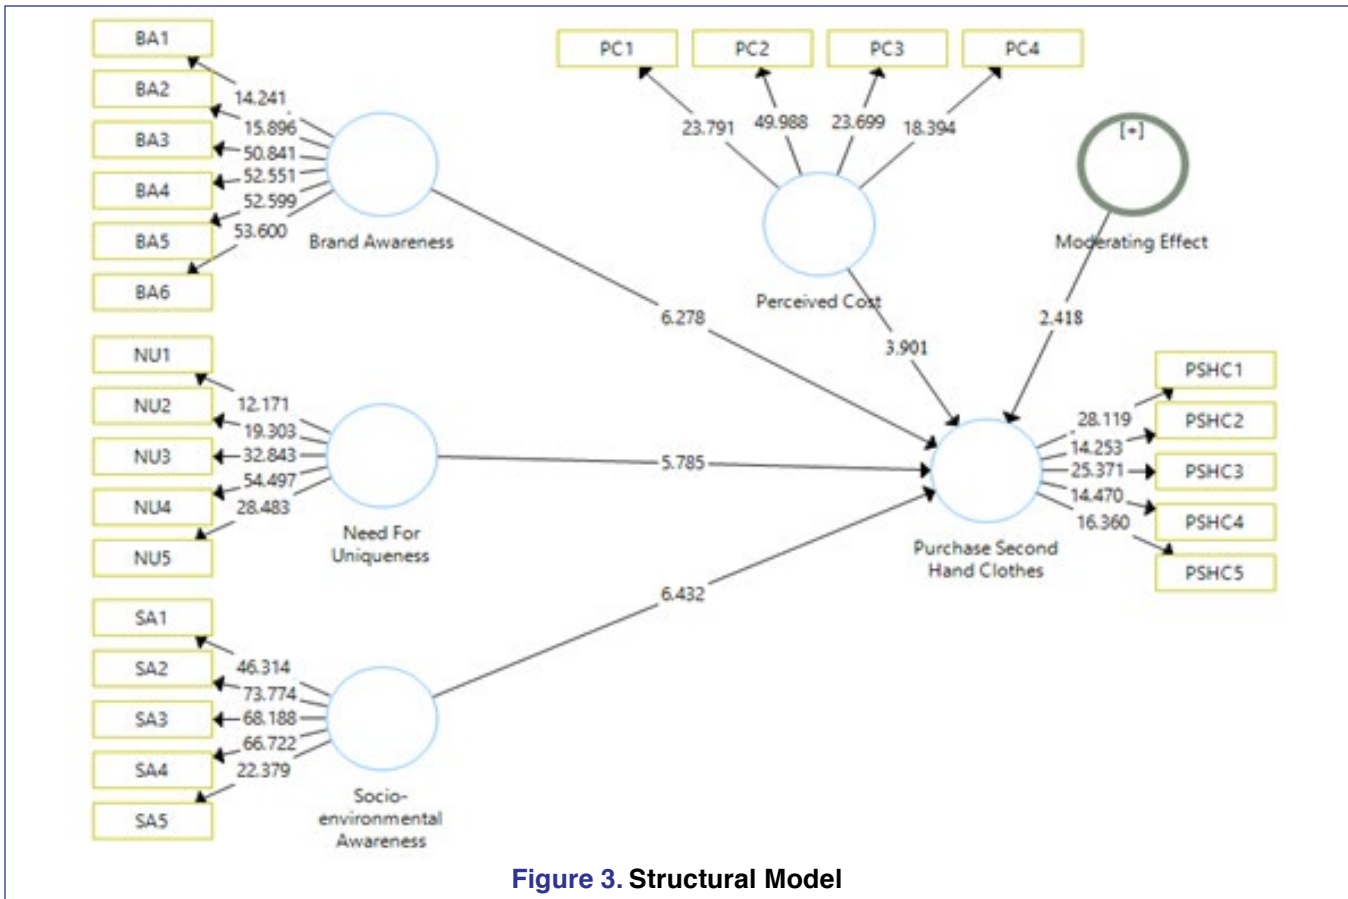 BA1
BA2
BA3
BA4
BA5
BA6
14.241
15.896
50.841
52.551
52.599
53.600
Brand Awareness
PC1
PC2
PC3
PC4
23.791
49.988
23.699
18.394
Perceived Cost
[+]
Moderating Effect
6.278
3.901
2.418
NU1
NU2
NU3
NU4
NU5
12.171
19.303
32.843
54.497
28.483
Need For
Uniqueness
5.785
PSHC1
PSHC2
PSHC3
PSHC4
PSHC5
28.119
14.253
25.371
14.470
16.360
Purchase Second
Hand Clothes
SA1
SA2
SA3
SA4
SA5
46.314
73.774
68.188
66.722
22.379
Socio-
environmental
Awareness
6.432
Figure 3. Structural Model